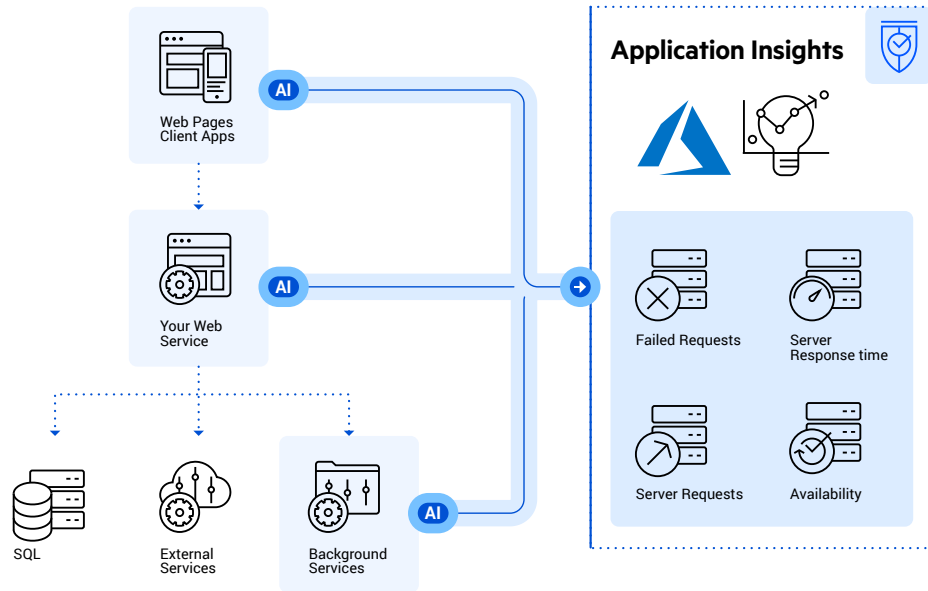 Application Insights
Web Pages
Client Apps
AI
Your Web
Service
AI
SQL
External
Services
Background
Services
AI
Failed Requests
Server
Response time
Server Requests
Availability